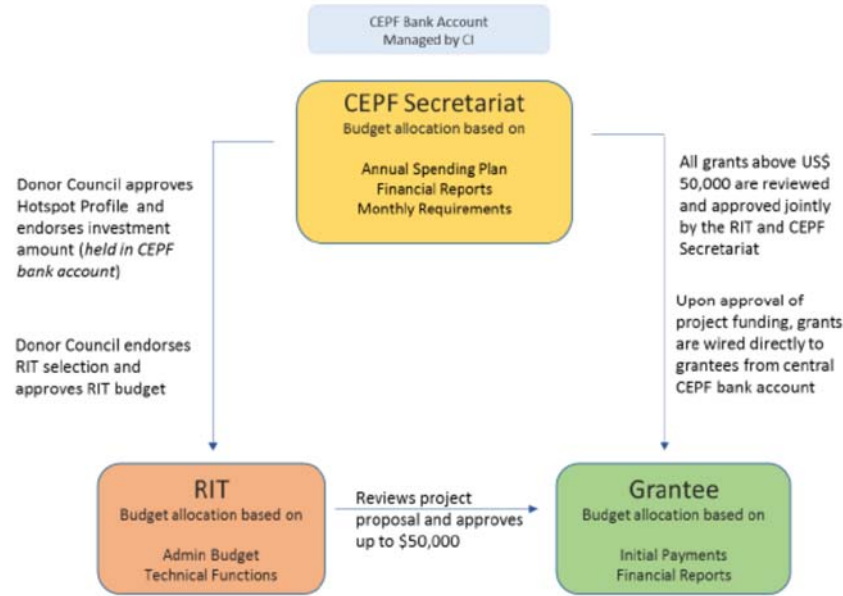 CEPF Bank Account
Managed by CI
CEPF Secretariat
Budget allocation based on
Annual Spending Plan
Financial Reports
Monthly Requirements
Donor Council approves
Hotspot Profile and
endorses investment
amount (held in CEPF
bank account)
Donor Council endorses
RIT selection and
approves RIT budget
All grants above US$
50,000 are reviewed
and approved jointly
by the RIT and CEPF
Secretariat
Upon approval of
project funding, grants
are wired directly to
grantees from central
CEPF bank account
RIT
Budget allocation based on
Admin Budget
Technical Functions
Reviews project
proposal and approves
up to $50,000
Grantee
Budget allocation based on
Initial Payments
Financial Reports